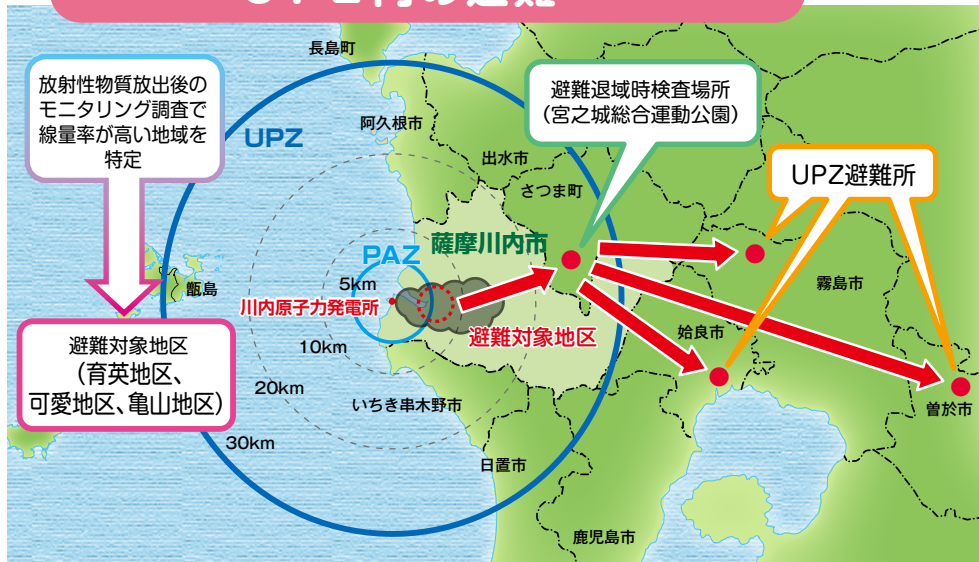 UPZ内の避難
長島町
放射性物質放出後の
モニタリング調査で
線量率が高い地域を
特定
避難退域時検査場所
(宮之城総合運動公園)
阿久根市
UPZ
出水市
さつま町
UPZ避難所
薩摩川内市
PAZ
5km
甑島
川内原子力発電所
霧島市
避難対象地区
姶良市
10km
避難対象地区
(育英地区、
可愛地区、亀山地区)
20km
いちき串木野市
曽於市
30km
日置市
鹿児島市